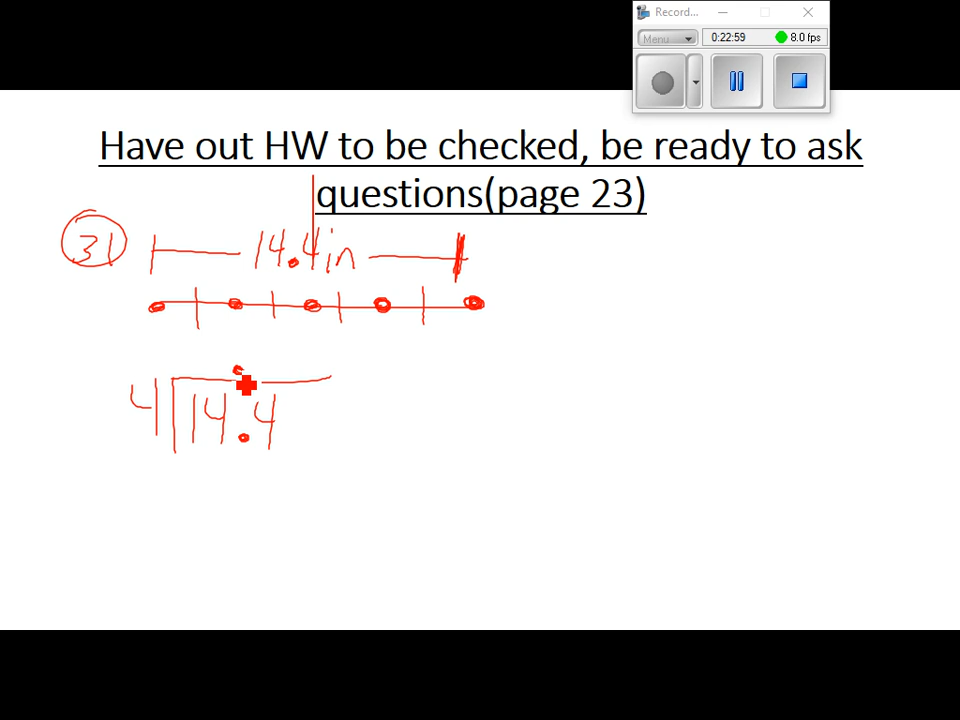 Record...
Menu
0:22:59
8.0 fps
Have out HW to be checked, be ready to ask
questions(page 23)
31
14.4in
4 14.4